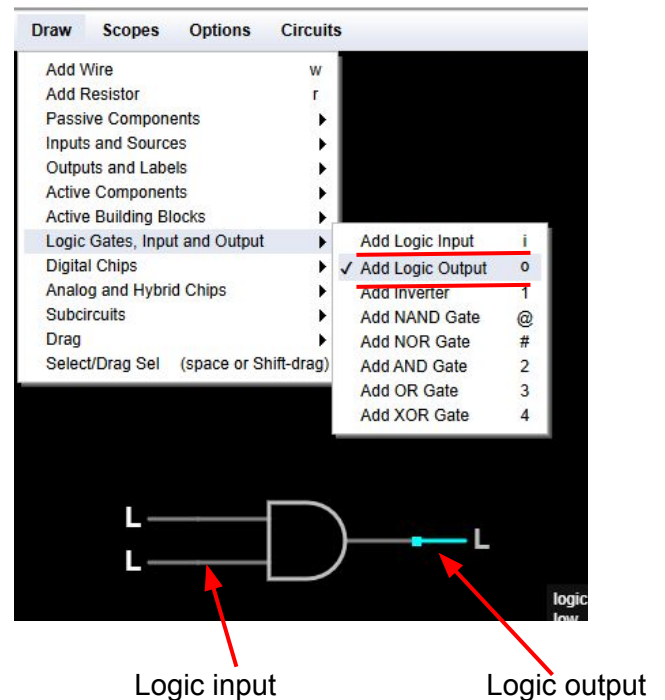 Draw Scopes Options Circuits
Add Wire w
Add Resistor r
Passive Components
Inputs and Sources
Outputs and Labels
Active Components
Active Building Blocks
Logic Gates, Input and Output
Digital Chips
Analog and Hybrid Chips
Subcircuits
Drag
Select/Drag Sel (space or Shift-drag)
Add Logic Input i
✓ Add Logic Output o
Add Inverter 1
Add NAND Gate @
Add NOR Gate #
Add AND Gate 2
Add OR Gate 3
Add XOR Gate 4
L
L
L
logic
low
Logic input Logic output